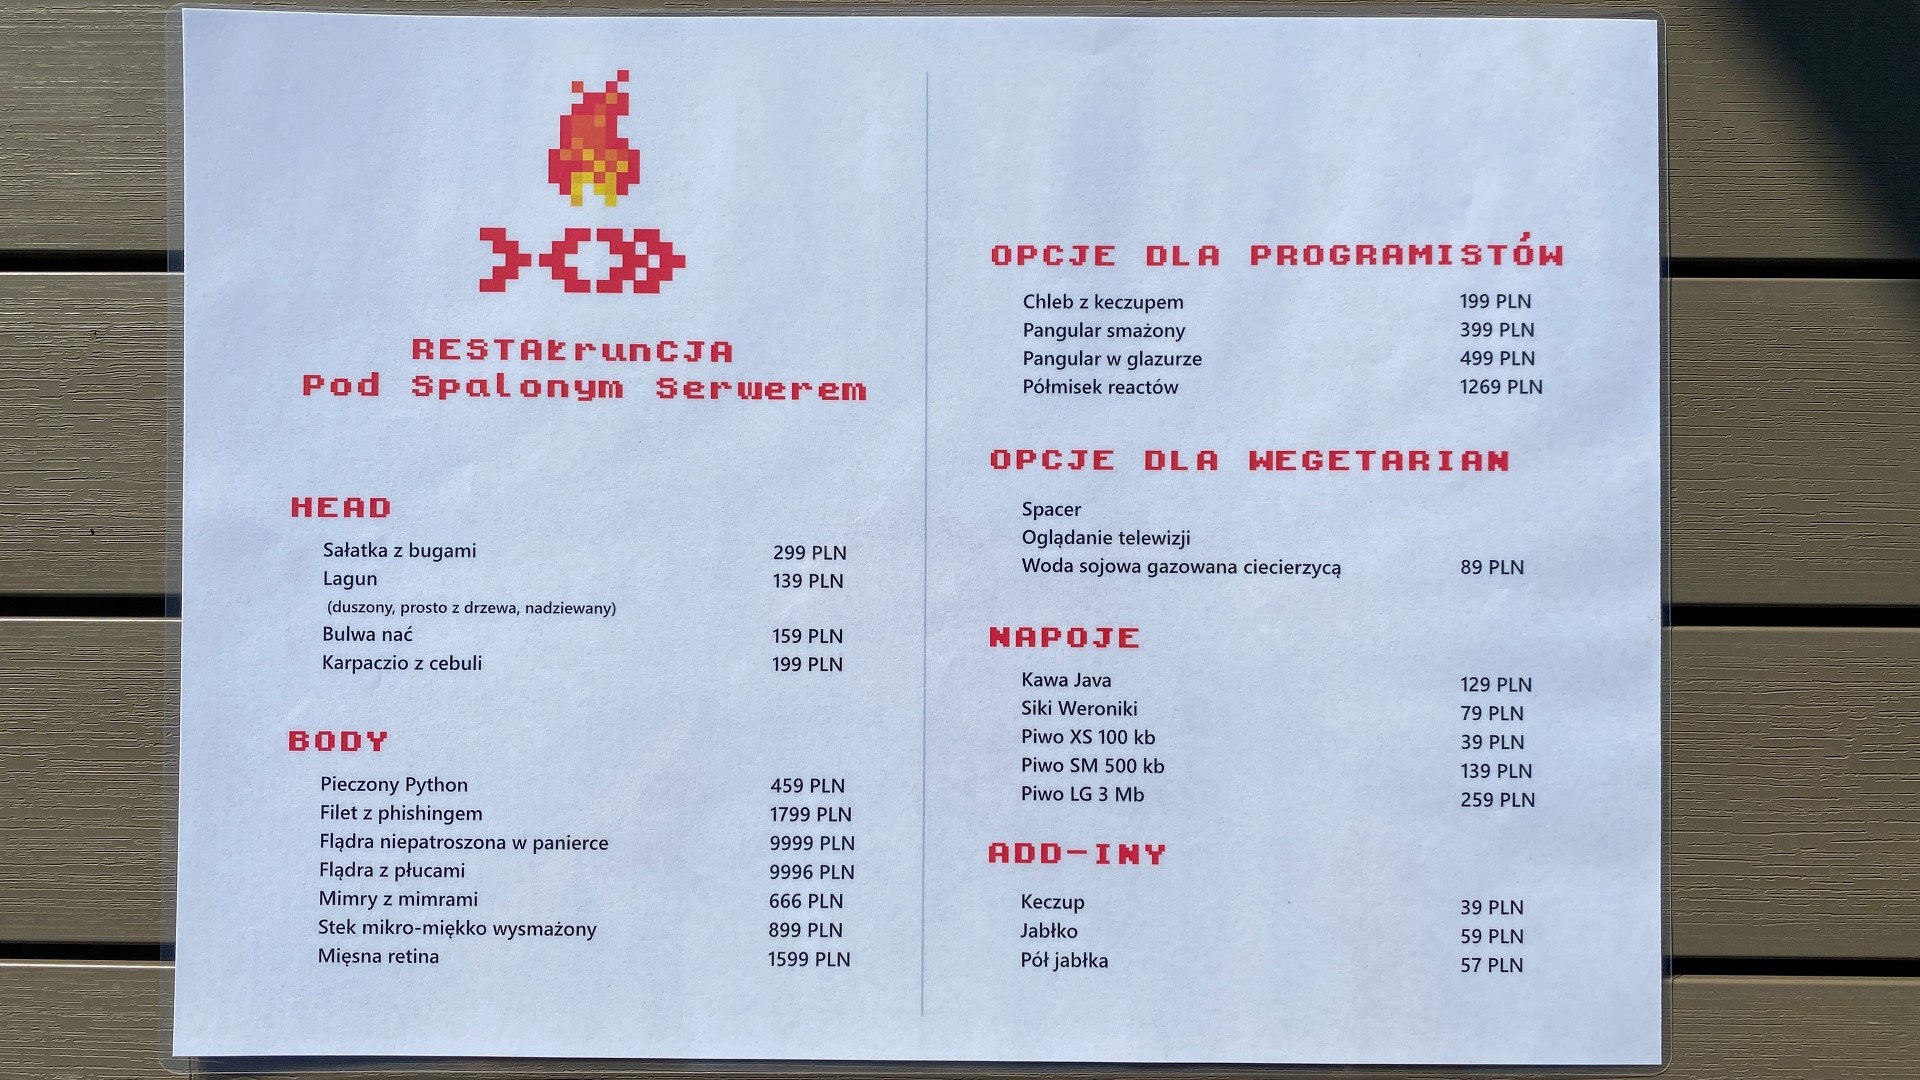 RESTAŁrunCJA
Pod Spalonym Serwerem
HEAD
Sałatka z bugami 299 PLN
Lagun 139 PLN
(duszony, prosto z drzewa, nadziewany)
Bulwa nać 159 PLN
Karpaczio z cebuli 199 PLN
BODY
Pieczony Python 459 PLN
Filet z phishingem 1799 PLN
Flądra niepatroszona w panierce 9999 PLN
Flądra z płucami 9996 PLN
Mimry z mimrami 666 PLN
Stek mikro-miękko wysmażony 899 PLN
Mięsna retina 1599 PLN
OPCJE DLA PROGRAMISTÓW
Chleb z keczupem 199 PLN
Pangular smażony 399 PLN
Pangular w glazurze 499 PLN
Półmisek reactów 1269 PLN
OPCJE DLA WEGETARIAN
Spacer
Oglądanie telewizji
Woda sojowa gazowana ciecierzycą 89 PLN
NAPOJE
Kawa Java 129 PLN
Siki Weroniki 79 PLN
Piwo XS 100 kb 39 PLN
Piwo SM 500 kb 139 PLN
Piwo LG 3 Mb 259 PLN
ADD-INY
Keczup 39 PLN
Jabłko 59 PLN
Pół jabłka 57 PLN